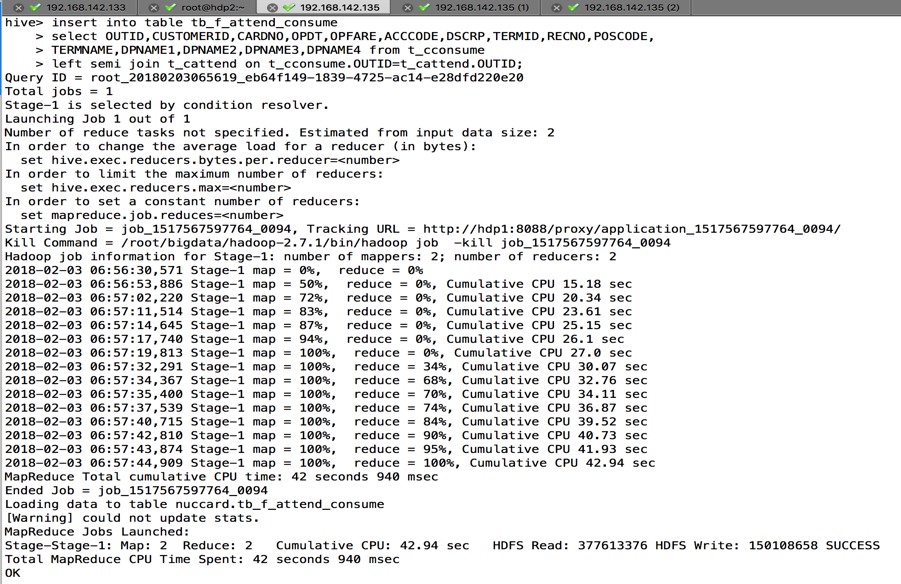 192.168.142.133 root@hdp2:~ 192.168.142.135 192.168.142.135 (1) 192.168.142.135 (2)
hive> insert into table tb_f_attend_consume
    > select OUTID,CUSTOMERID,CARDNO,OPDT,OPFARE,ACCCODE,DSCRP,TERMID,RECNO,POSCODE,
    > TERMNAME,DPNAME1,DPNAME2,DPNAME3,DPNAME4 from t_cconsume
    > left semi join t_cattend on t_cconsume.OUTID=t_cattend.OUTID;
Query ID = root_20180203065619_eb64f149-1839-4725-ac14-e28dfd220e20
Total jobs = 1
Stage-1 is selected by condition resolver.
Launching Job 1 out of 1
Number of reduce tasks not specified. Estimated from input data size: 2
In order to change the average load for a reducer (in bytes):
  set hive.exec.reducers.bytes.per.reducer=<number>
In order to limit the maximum number of reducers:
  set hive.exec.reducers.max=<number>
In order to set a constant number of reducers:
  set mapreduce.job.reduces=<number>
Starting Job = job_1517567597764_0094, Tracking URL = http://hdp1:8088/proxy/application_1517567597764_0094/
Kill Command = /root/bigdata/hadoop-2.7.1/bin/hadoop job  -kill job_1517567597764_0094
Hadoop job information for Stage-1: number of mappers: 2; number of reducers: 2
2018-02-03 06:56:30,571 Stage-1 map = 0%,  reduce = 0%
2018-02-03 06:56:53,886 Stage-1 map = 50%,  reduce = 0%, Cumulative CPU 15.18 sec
2018-02-03 06:57:02,220 Stage-1 map = 72%,  reduce = 0%, Cumulative CPU 20.34 sec
2018-02-03 06:57:11,514 Stage-1 map = 83%,  reduce = 0%, Cumulative CPU 23.61 sec
2018-02-03 06:57:14,645 Stage-1 map = 87%,  reduce = 0%, Cumulative CPU 25.15 sec
2018-02-03 06:57:17,740 Stage-1 map = 94%,  reduce = 0%, Cumulative CPU 26.1 sec
2018-02-03 06:57:19,813 Stage-1 map = 100%,  reduce = 0%, Cumulative CPU 27.0 sec
2018-02-03 06:57:32,291 Stage-1 map = 100%,  reduce = 34%, Cumulative CPU 30.07 sec
2018-02-03 06:57:34,367 Stage-1 map = 100%,  reduce = 68%, Cumulative CPU 32.76 sec
2018-02-03 06:57:35,400 Stage-1 map = 100%,  reduce = 70%, Cumulative CPU 34.11 sec
2018-02-03 06:57:37,539 Stage-1 map = 100%,  reduce = 74%, Cumulative CPU 36.87 sec
2018-02-03 06:57:40,715 Stage-1 map = 100%,  reduce = 84%, Cumulative CPU 39.52 sec
2018-02-03 06:57:42,810 Stage-1 map = 100%,  reduce = 90%, Cumulative CPU 40.73 sec
2018-02-03 06:57:43,874 Stage-1 map = 100%,  reduce = 95%, Cumulative CPU 41.93 sec
2018-02-03 06:57:44,909 Stage-1 map = 100%,  reduce = 100%, Cumulative CPU 42.94 sec
MapReduce Total cumulative CPU time: 42 seconds 940 msec
Ended Job = job_1517567597764_0094
Loading data to table nuccard.tb_f_attend_consume
[Warning] could not update stats.
MapReduce Jobs Launched:
Stage-Stage-1: Map: 2  Reduce: 2   Cumulative CPU: 42.94 sec   HDFS Read: 377613376 HDFS Write: 150108658 SUCCESS
Total MapReduce CPU Time Spent: 42 seconds 940 msec
OK